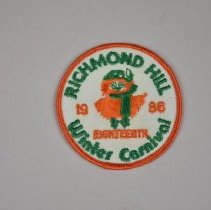 RICHMOND HILL
19 86
EIGHTEENTH
Winter Carnival